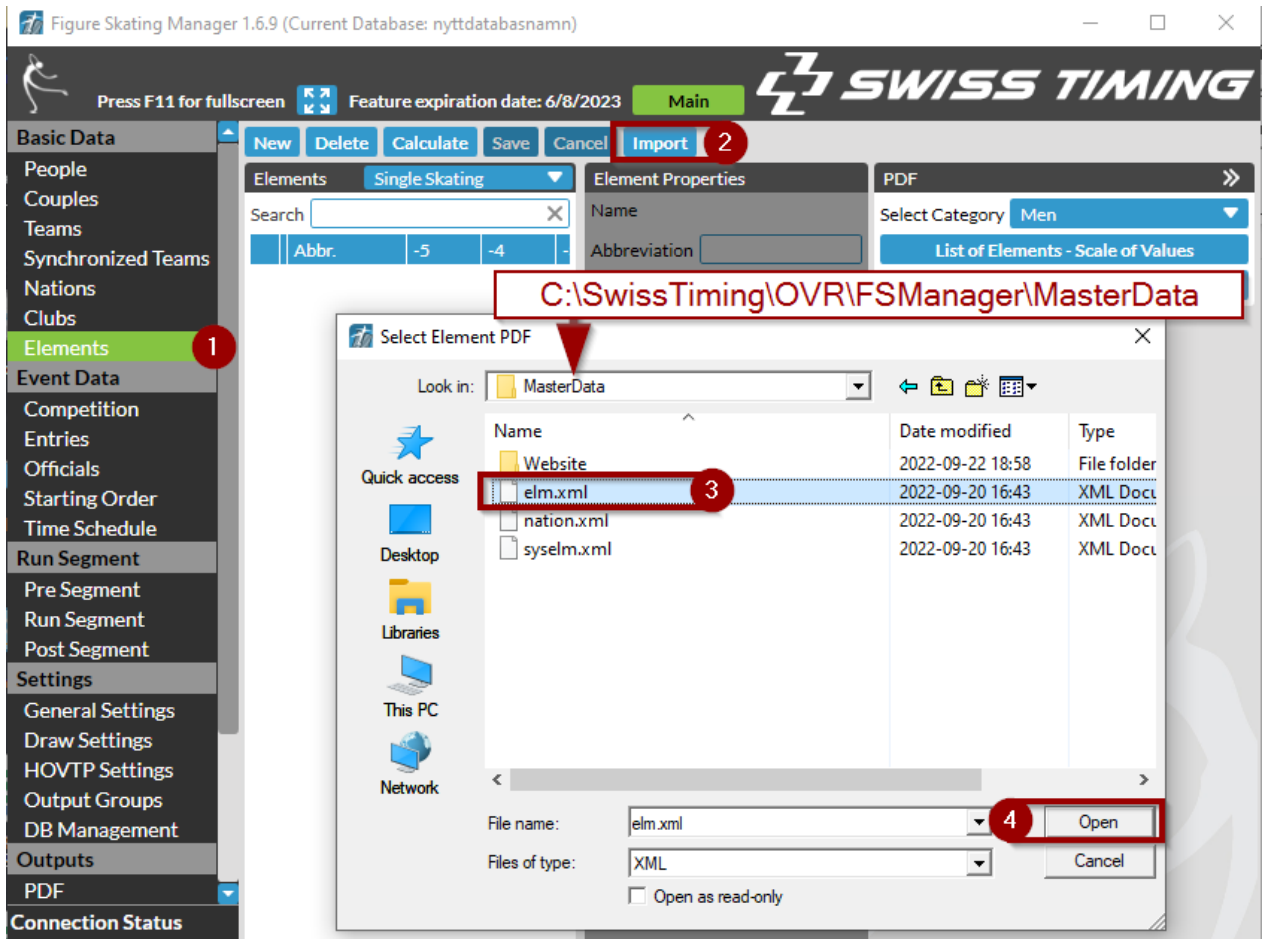 Figure Skating Manager 1.6.9 (Current Database: nyttdatabasnamn)
Press F11 for fullscreen Feature expiration date: 6/8/2023 Main SWISS TIMING
Basic Data
People
Couples
Teams
Synchronized Teams
Nations
Clubs
Elements 1
Event Data
Competition
Entries
Officials
Starting Order
Time Schedule
Run Segment
Pre Segment
Run Segment
Post Segment
Settings
General Settings
Draw Settings
HOVTP Settings
Output Groups
DB Management
Outputs
PDF
Connection Status
New Delete Calculate Save Cancel Import 2
Elements Single Skating
Search
Abbr. -5 -4 -
Element Properties
Name
Abbreviation
PDF
Select Category Men
List of Elements - Scale of Values
C:\SwissTiming\OVR\FSManager\MasterData
Select Element PDF
Look in: MasterData
Quick access
Desktop
Libraries
This PC
Network
Name Date modified Type
Website 2022-09-22 18:58 File folder
elm.xml 3 2022-09-20 16:43 XML Docu
nation.xml 2022-09-20 16:43 XML Docu
syselm.xml 2022-09-20 16:43 XML Docu
File name: elm.xml 4 Open
Files of type: XML Cancel
Open as read-only